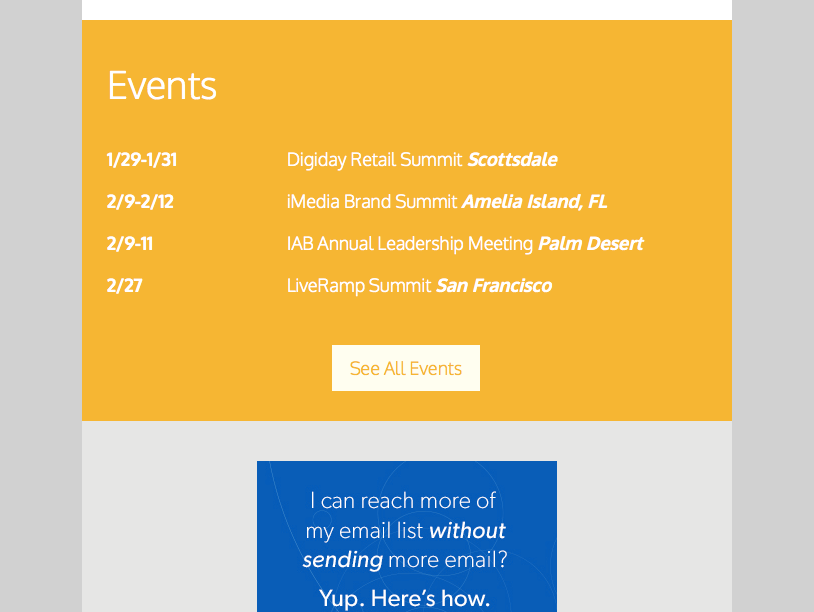 Events
1/29-1/31 Digiday Retail Summit Scottsdale
2/9-2/12 iMedia Brand Summit Amelia Island, FL
2/9-11 IAB Annual Leadership Meeting Palm Desert
2/27 LiveRamp Summit San Francisco
See All Events
I can reach more of
my email list without
sending more email?
Yup. Here's how.